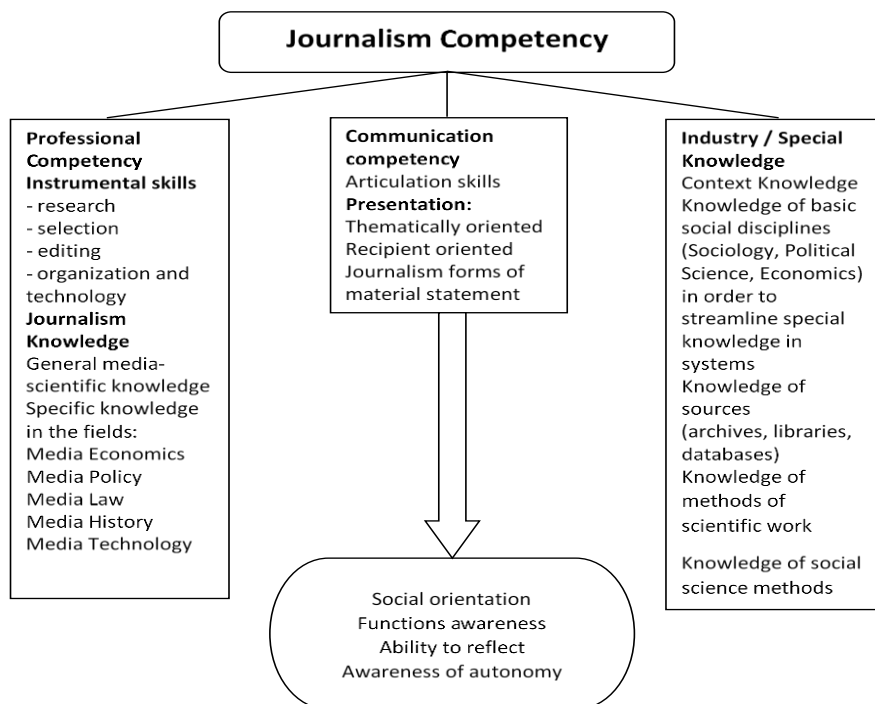 Journalism Competency
Professional
Competency
Instrumental skills
- research
- selection
- editing
- organization and
technology
Journalism
Knowledge
General media-
scientific knowledge
Specific knowledge
in the fields:
Media Economics
Media Policy
Media Law
Media History
Media Technology
Communication
competency
Articulation skills
Presentation:
Thematically oriented
Recipient oriented
Journalism forms of
material statement
Industry / Special
Knowledge
Context Knowledge
Knowledge of basic
social disciplines
(Sociology, Political
Science, Economics)
in order to
streamline special
knowledge in
systems
Knowledge of
sources
(archives, libraries,
databases)
Knowledge of
methods of
scientific work
Knowledge of social
science methods
Social orientation
Functions awareness
Ability to reflect
Awareness of autonomy